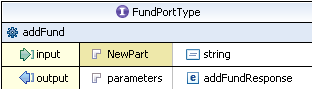 FundPortType
addFund
input NewPart string
output parameters addFundResponse